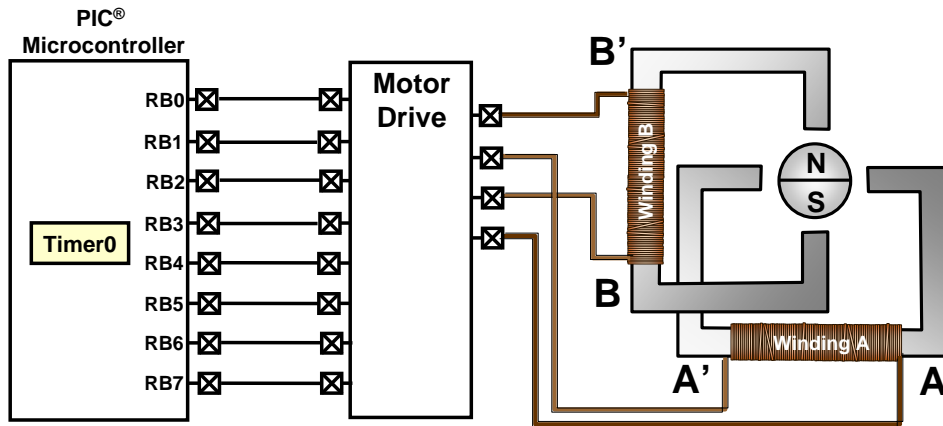 PIC®
Microcontroller
RB0
RB1
RB2
RB3
RB4
RB5
RB6
RB7
Timer0
Motor
Drive
B’
Winding B
B
N
S
Winding A
A’
A